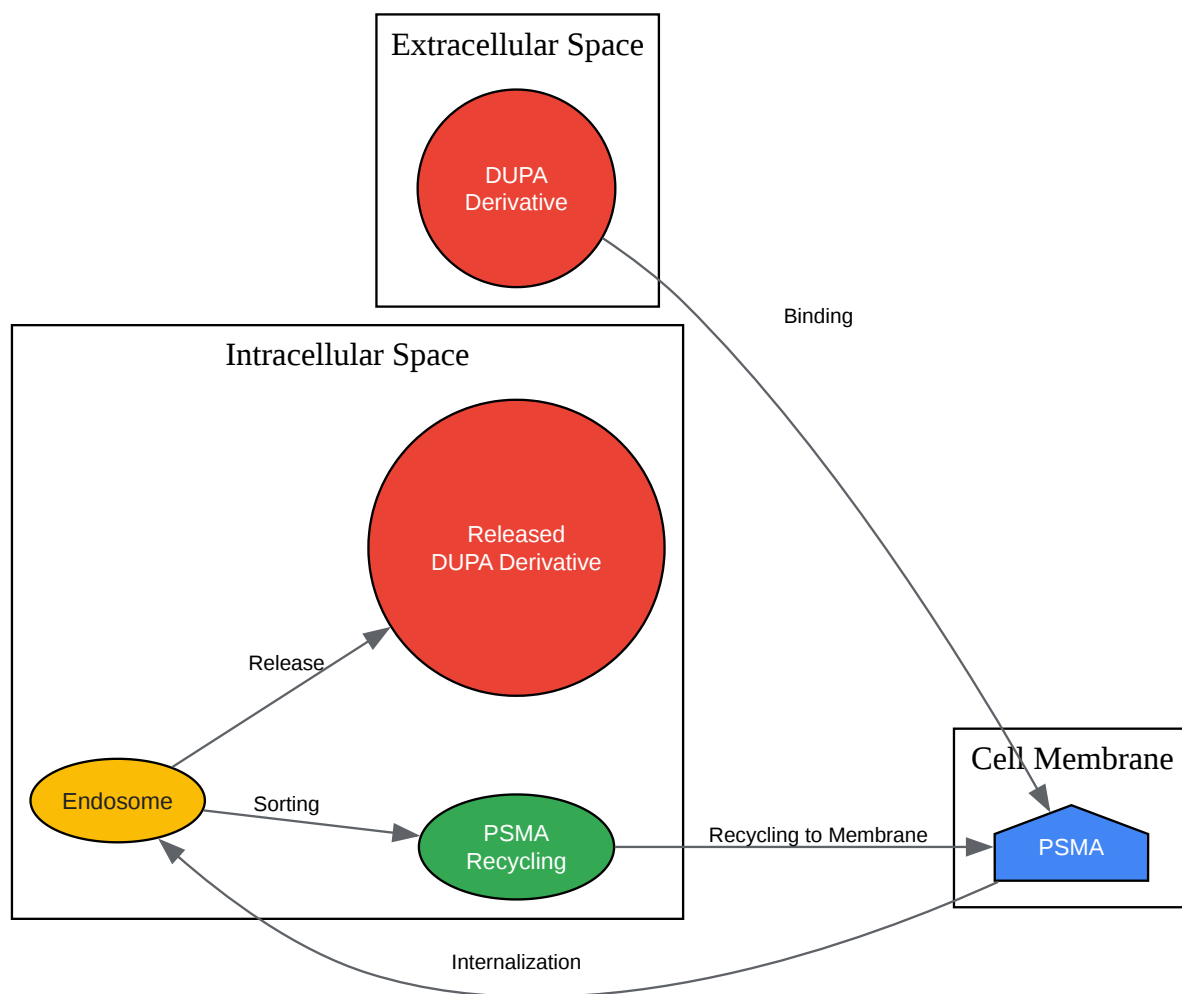 Extracellular Space
DUPA
Derivative
Binding
Intracellular Space
Released
DUPA Derivative
Release
Endosome
Sorting
PSMA
Recycling
Recycling to Membrane
Cell Membrane
PSMA
Internalization